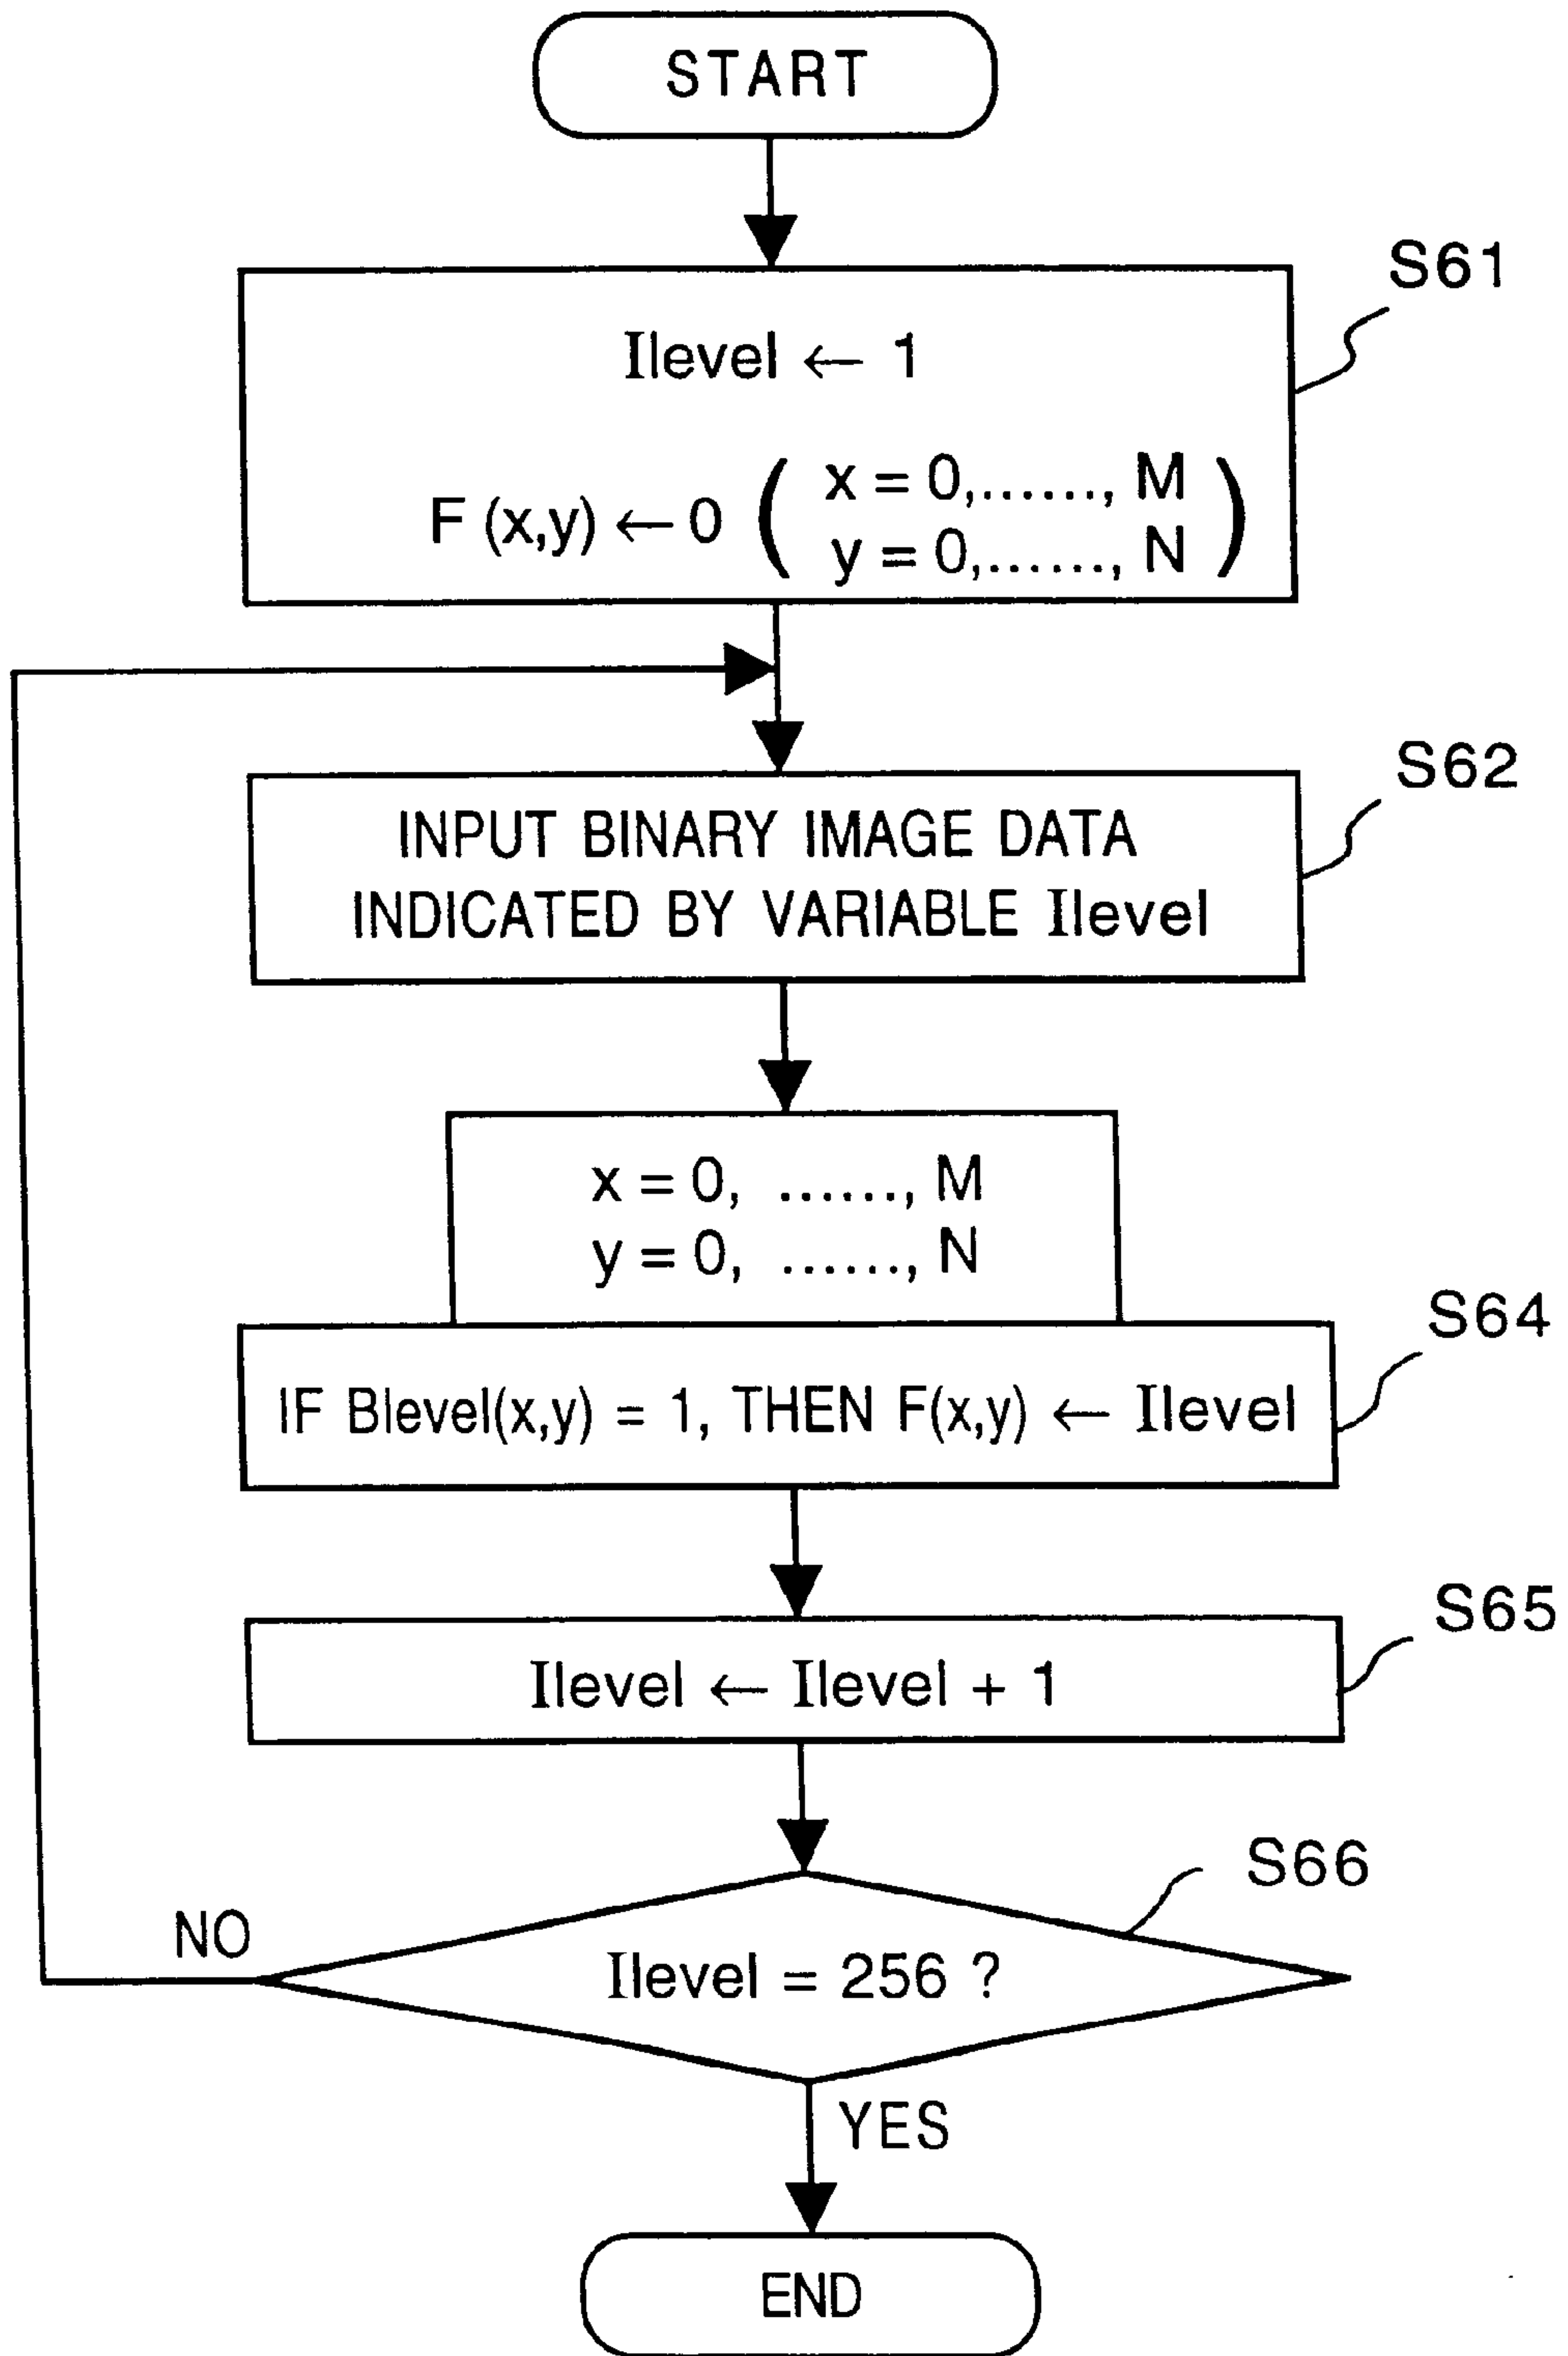 START
S61
Ilevel ← 1
F (x,y) ← 0 ( x = 0,......, M
y = 0,......, N )
S62
INPUT BINARY IMAGE DATA
INDICATED BY VARIABLE Ilevel
x = 0, ......, M
y = 0, ......, N
S64
IF Blevel(x,y) = 1, THEN F(x,y) ← Ilevel
S65
Ilevel ← Ilevel + 1
S66
NO
Ilevel = 256 ?
YES
END